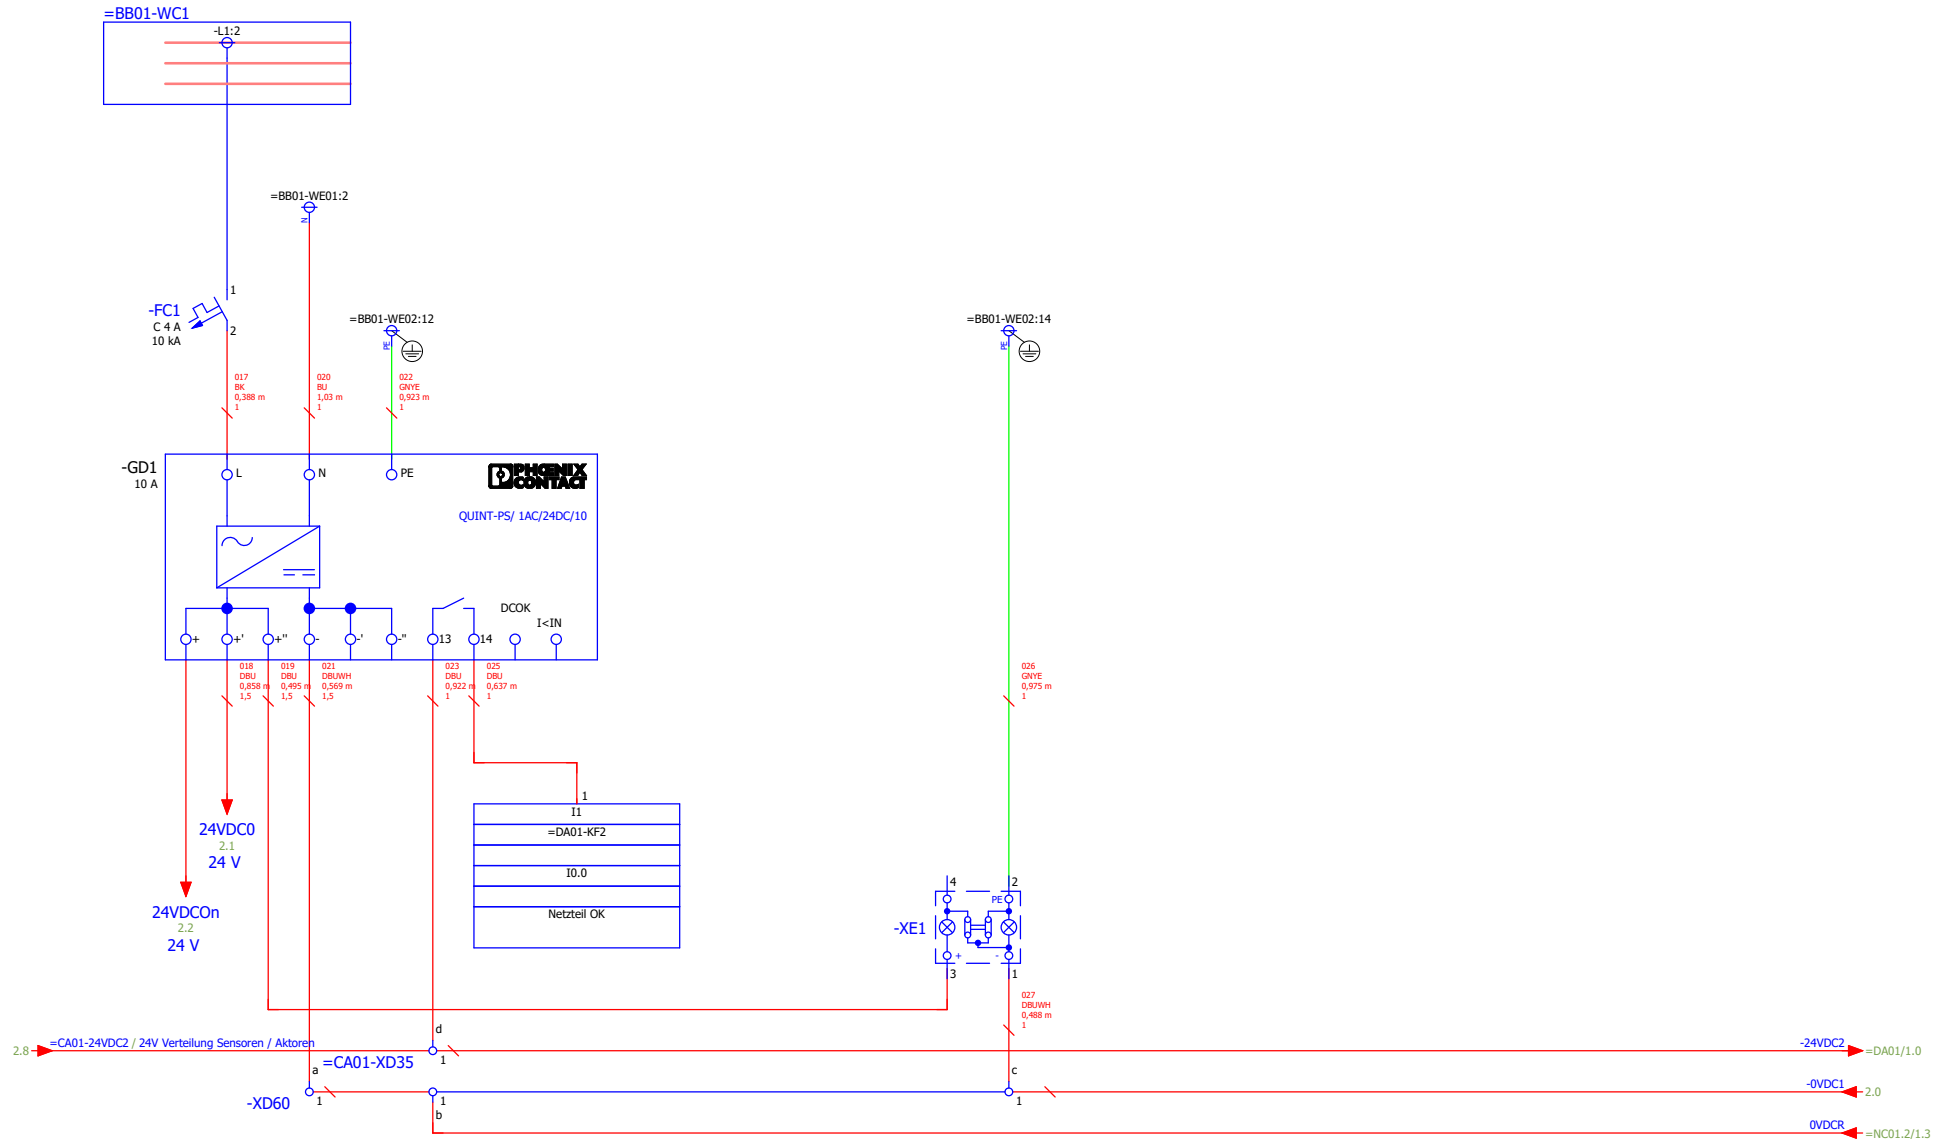 =BB01-WC1
-L1:2
=BB01-WE01:2
N
-FC1
C 4 A
10 kA
1
2
=BB01-WE02:12
PE
=BB01-WE02:14
PE
017
BK
0,388 m
1
020
BU
1,03 m
1
022
GNYE
0,923 m
1
-GD1
10 A
L
N
PE
PHOENIX
CONTACT
QUINT-PS/ 1AC/24DC/10
DCOK
I<IN
+
+'
+"
-
-'
-"
13
14
018
DBU
0,858 m
1,5
019
DBU
0,495 m
1,5
021
DBUWH
0,569 m
1,5
023
DBU
0,922 m
1
025
DBU
0,637 m
1
026
GNYE
0,975 m
1
24VDC0
2.1
24 V
24VDCOn
2.2
24 V
1
I1
=DA01-KF2
I0.0
Netzteil OK
-XE1
4
2
PE
+
-
3
1
027
DBUWH
0,488 m
1
2.8
=CA01-24VDC2 / 24V Verteilung Sensoren / Aktoren
d
1
=CA01-XD35
-24VDC2
=DA01/1.0
a
1
-XD60
1
b
c
1
-0VDC1
2.0
0VDCR
=NC01.2/1.3